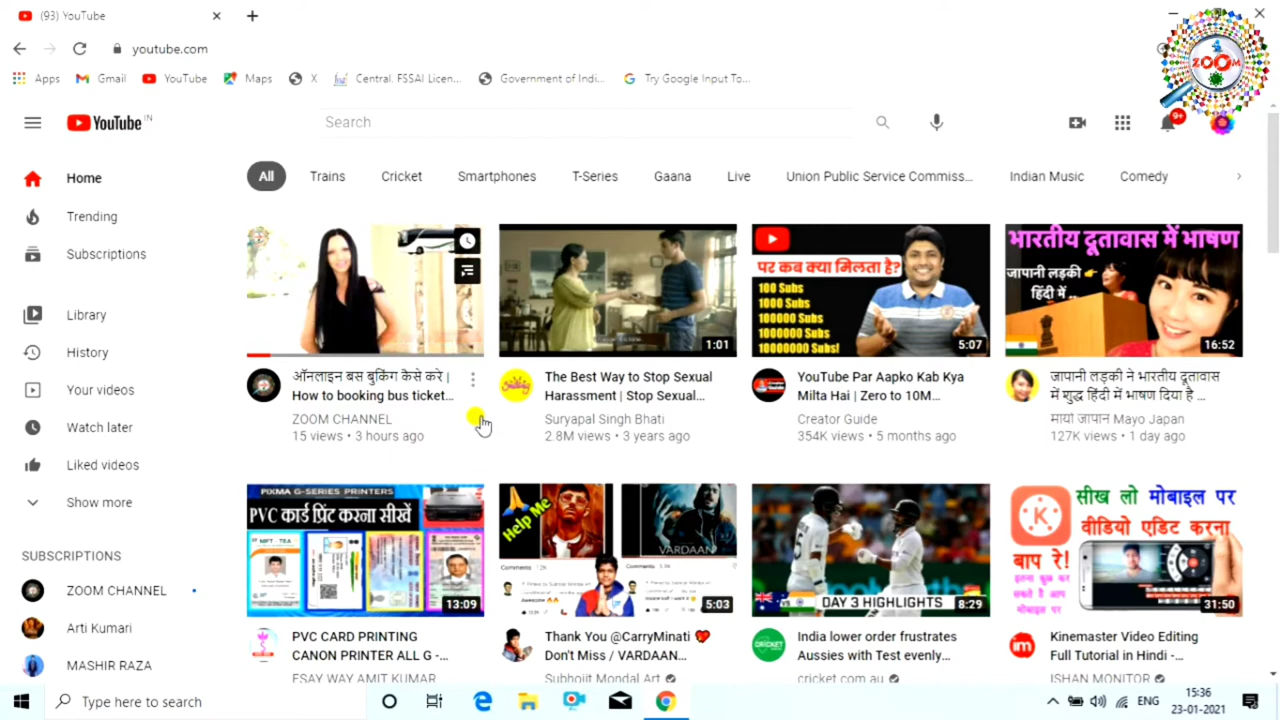 (93) YouTube
youtube.com
Apps Gmail YouTube Maps X Central. FSSAI Licen... Government of Indi... Try Google Input To...
ZOOM
YouTube IN
Search
9+
Home
All Trains Cricket Smartphones T-Series Gaana Live Union Public Service Commiss... Indian Music Comedy
Trending
Subscriptions
Library
History
Your videos
Watch later
Liked videos
Show more
SUBSCRIPTIONS
ZOOM CHANNEL
Arti Kumari
MASHIR RAZA
ऑनलाइन बस बुकिंग कैसे करे |
How to booking bus ticket...
ZOOM CHANNEL
15 views • 3 hours ago
1:01
The Best Way to Stop Sexual
Harassment | Stop Sexual...
Suryapal Singh Bhati
2.8M views • 3 years ago
पर कब क्या मिलता है?
100 Subs
1000 Subs
100000 Subs
1000000 Subs
10000000 Subs!
5:07
YouTube Par Aapko Kab Kya
Milta Hai | Zero to 10M...
Creator Guide
354K views • 5 months ago
भारतीय दूतावास में भाषण
जापानी लड़की
हिंदी में..
16:52
जापानी लड़की ने भारतीय दूतावास
में शुद्ध हिंदी में भाषण दिया है ...
मायो जापान Mayo Japan
127K views • 1 day ago
PIXMA G-SERIES PRINTERS
PVC कार्ड प्रिंट करना सीखें
13:09
PVC CARD PRINTING
CANON PRINTER ALL G -...
ESAY WAY AMIT KUMAR
Help Me
VARDAAN
Comments
5:03
Thank You @CarryMinati
Don't Miss / VARDAAN...
Subhojit Mondal Art
DAY 3 HIGHLIGHTS
8:29
India lower order frustrates
Aussies with Test evenly...
cricket.com.au
सीख लो मोबाइल पर
वीडियो एडिट करना
K
बाप रे!
31:50
Kinemaster Video Editing
Full Tutorial in Hindi -...
ISHAN MONITOR
Type here to search
ENG
15:36
23-01-2021